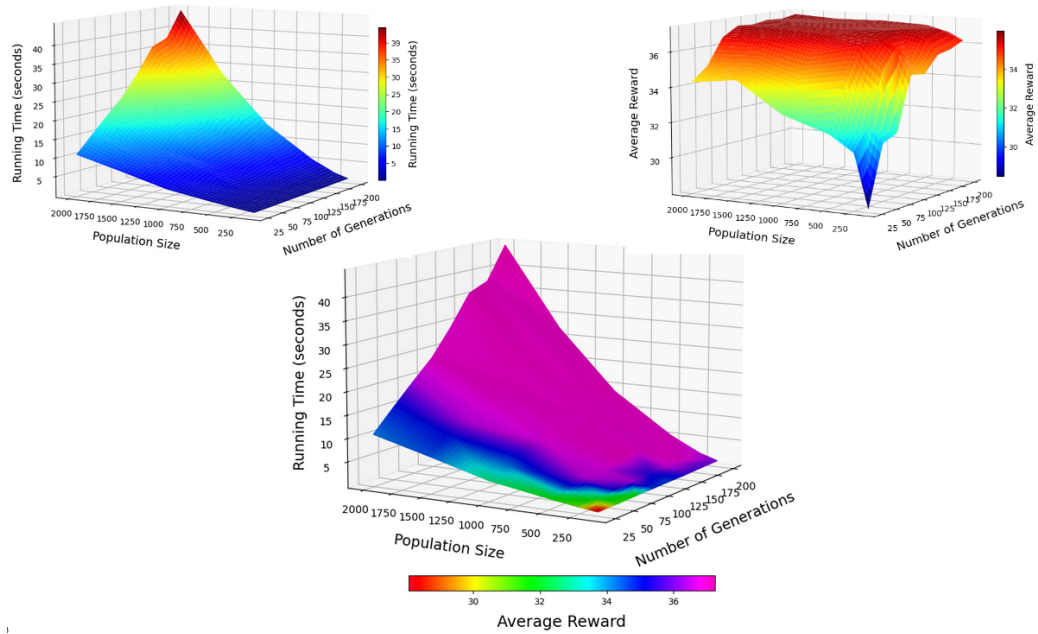 Running Time (seconds)
40
35
30
25
20
15
10
5
2000 1750 1500 1250 1000 750 500 250
Population Size
25 50 75 100 125 150 175 200
Number of Generations
39
35
30
25
20
15
10
5
Running Time (seconds)
Average Reward
36
34
32
30
2000 1750 1500 1250 1000 750 500 250
Population Size
25 50 75 100 125 150 175 200
Number of Generations
34
32
30
Average Reward
Running Time (seconds)
40
35
30
25
20
15
10
5
2000 1750 1500 1250 1000 750 500 250
Population Size
25 50 75 100 125 150 175 200
Number of Generations
30 32 34 36
Average Reward